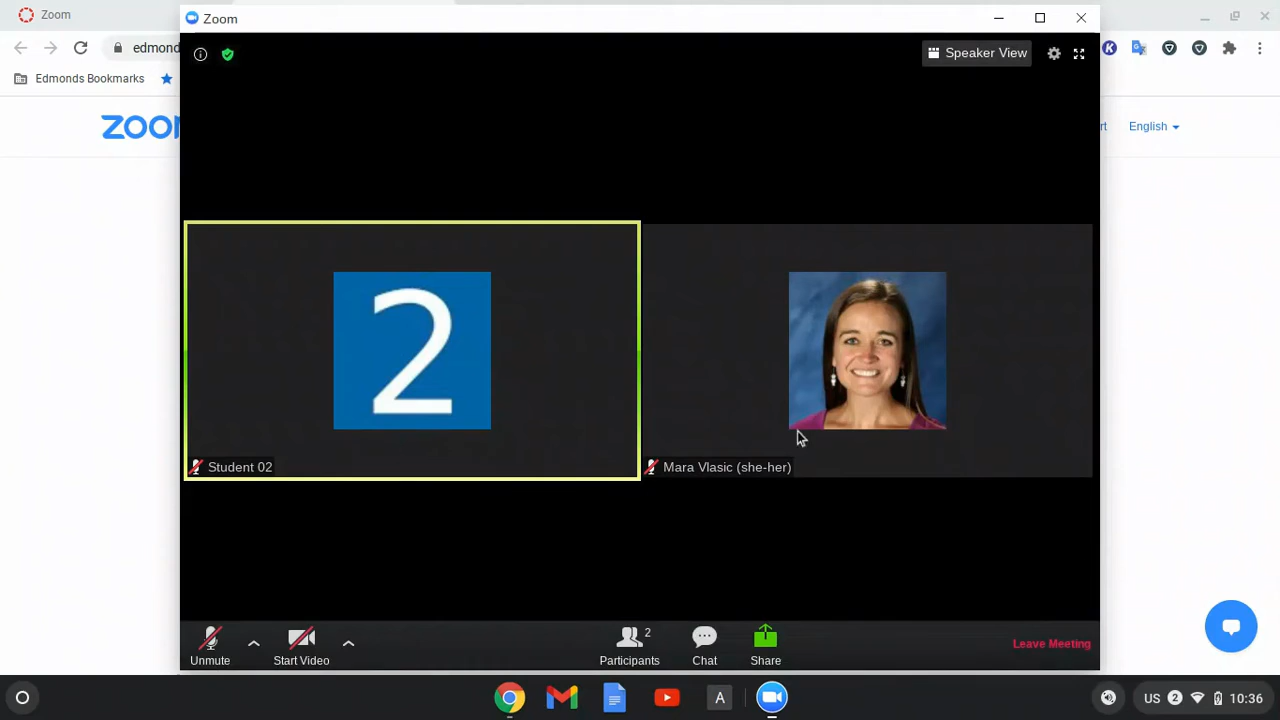 Zoom
Zoom
edmond
Edmonds Bookmarks
Speaker View
zoom
rt
English
2
Student 02
Mara Vlasic (she-her)
Unmute
Start Video
2
Participants
Chat
Share
Leave Meeting
A
US 2 10:36